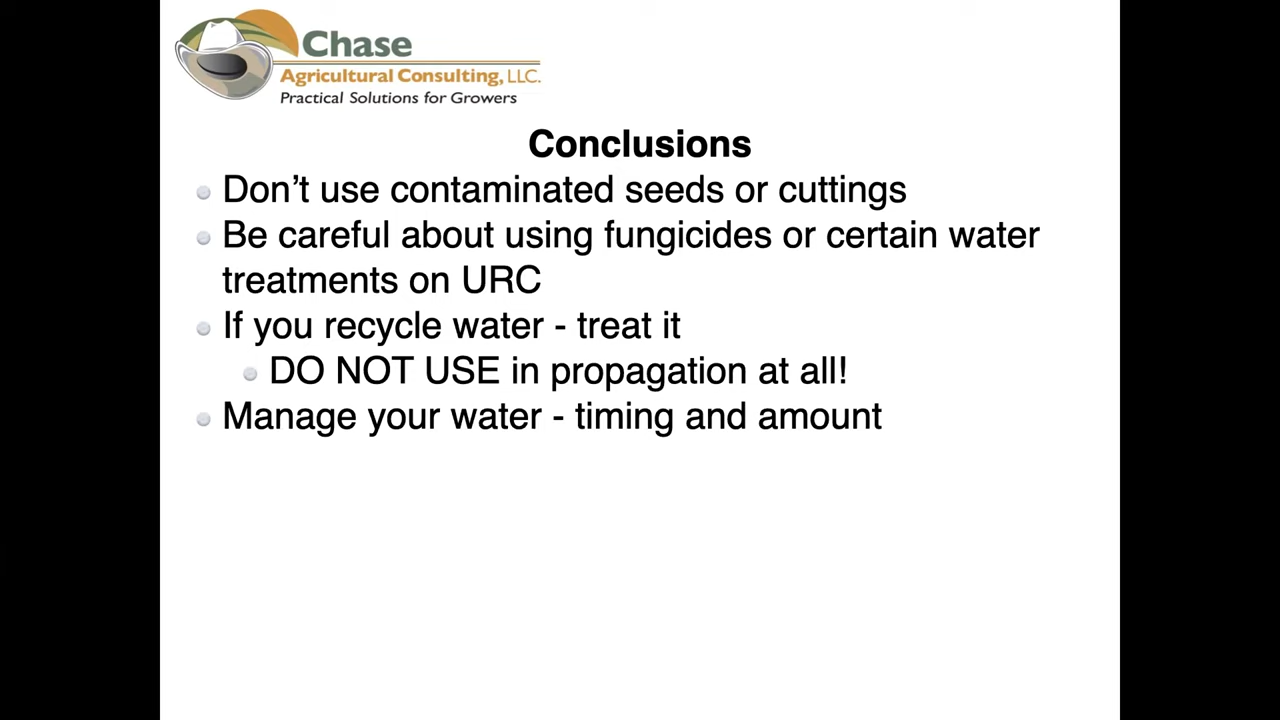 Chase
Agricultural Consulting, LLC.
Practical Solutions for Growers
Conclusions
Don’t use contaminated seeds or cuttings
Be careful about using fungicides or certain water
treatments on URC
If you recycle water - treat it
DO NOT USE in propagation at all!
Manage your water - timing and amount